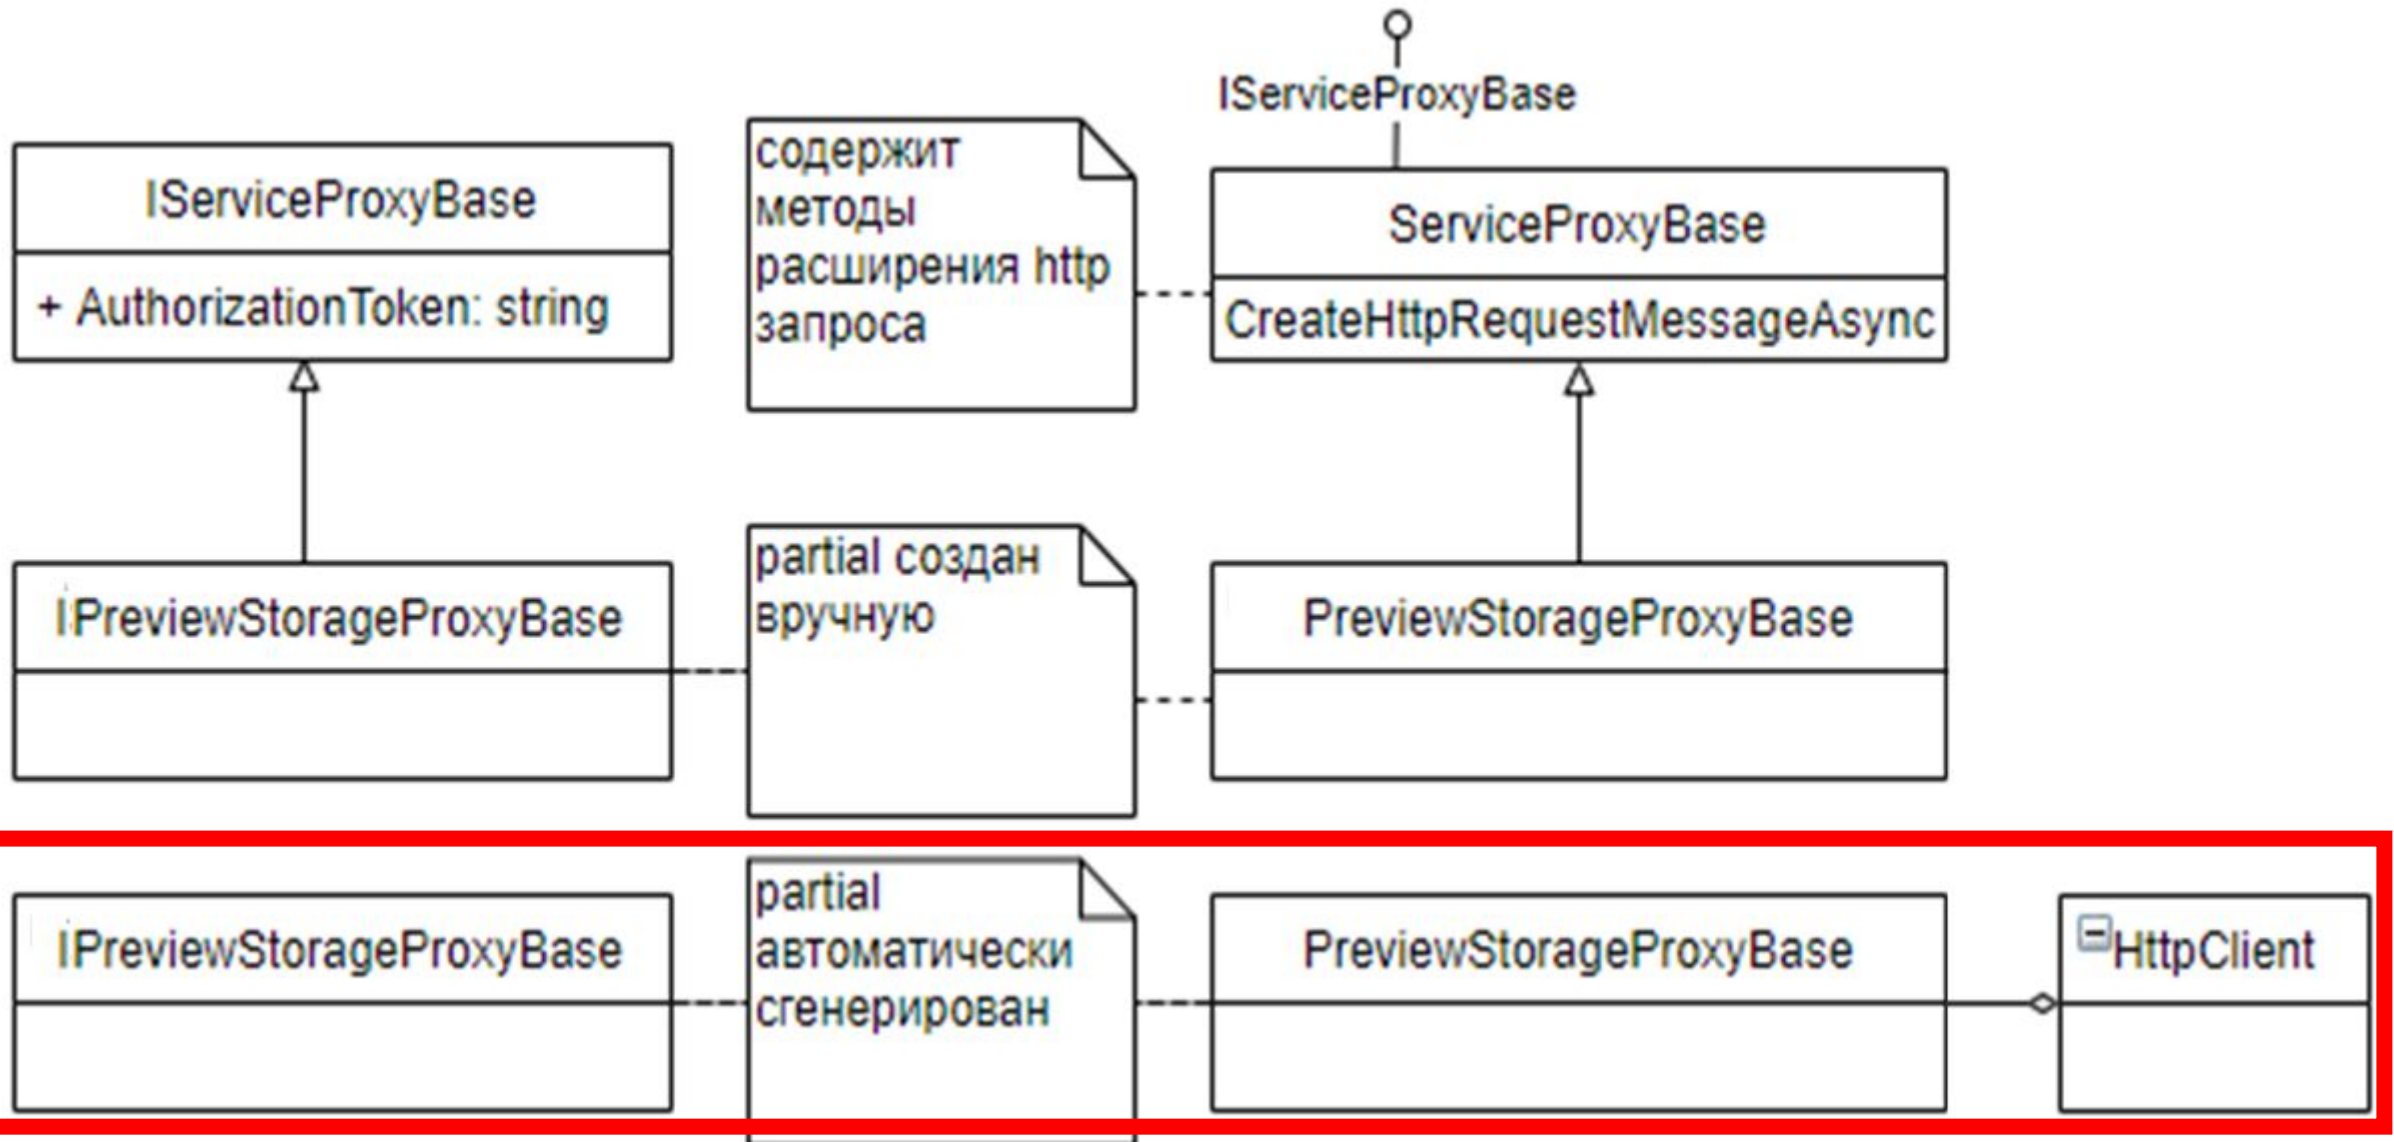 IServiceProxyBase
IServiceProxyBase
+ AuthorizationToken: string
содержит
методы
расширения http
запроса
ServiceProxyBase
CreateHttpRequestMessageAsync
IPreviewStorageProxyBase
partial создан
вручную
PreviewStorageProxyBase
IPreviewStorageProxyBase
partial
автоматически
сгенерирован
PreviewStorageProxyBase
HttpClient